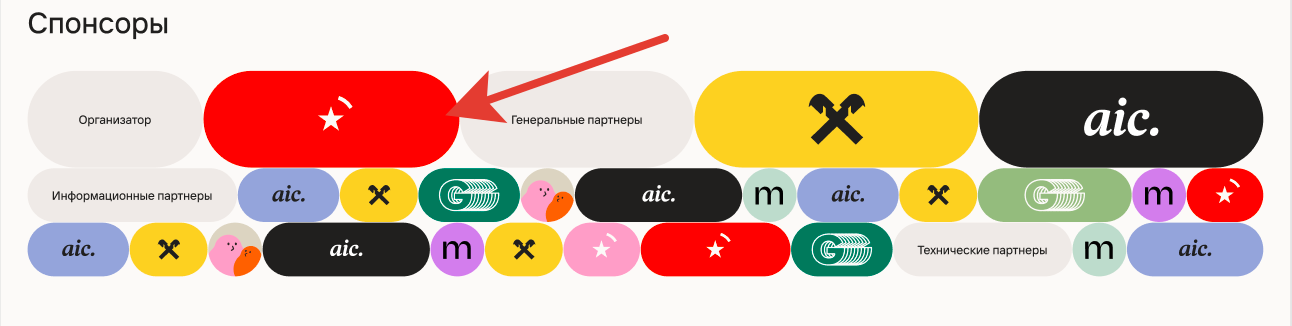 Спонсоры
Организатор
Генеральные партнеры
aic.
Информационные партнеры
aic.
G
aic.
m
aic.
G
m
aic.
aic.
m
G
Технические партнеры
m
aic.